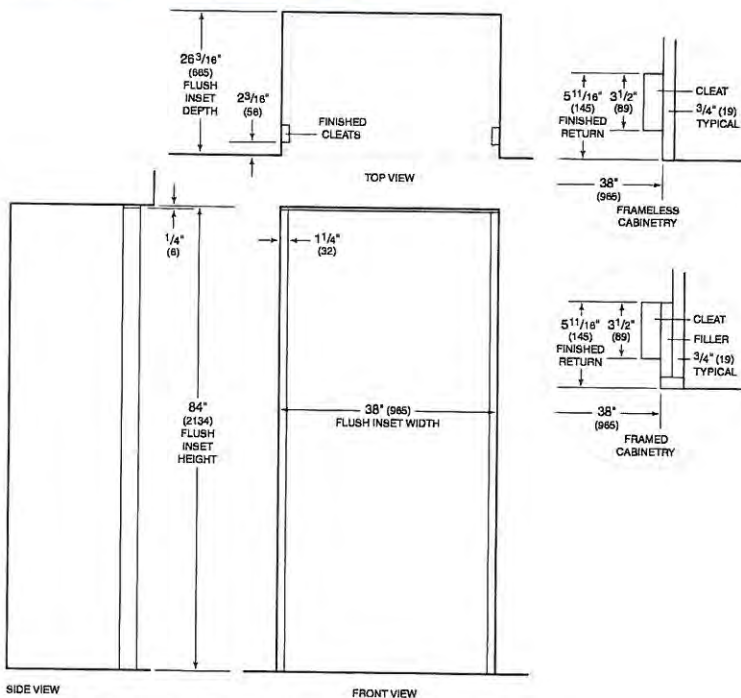 26 3/16"
(665)
FLUSH
INSET
DEPTH
2 3/16"
(56)
FINISHED
CLEATS
TOP VIEW
5 11/16"
(145)
FINISHED
RETURN
3 1/2"
(89)
CLEAT
3/4" (19)
TYPICAL
38"
(965)
FRAMELESS
CABINETRY
1/4"
(6)
1 1/4"
(32)
84"
(2134)
FLUSH
INSET
HEIGHT
38" (965)
FLUSH INSET WIDTH
5 11/16"
(145)
FINISHED
RETURN
3 1/2"
(89)
CLEAT
FILLER
3/4" (19)
TYPICAL
38"
(965)
FRAMED
CABINETRY
SIDE VIEW
FRONT VIEW